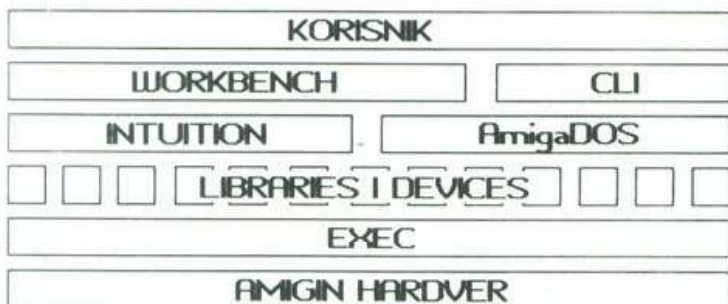 KORISNIK
WORKBENCH CLI
INTUITION AmigaDOS
LIBRARIES I DEVICES
EXEC
AMIGIN HARDVER